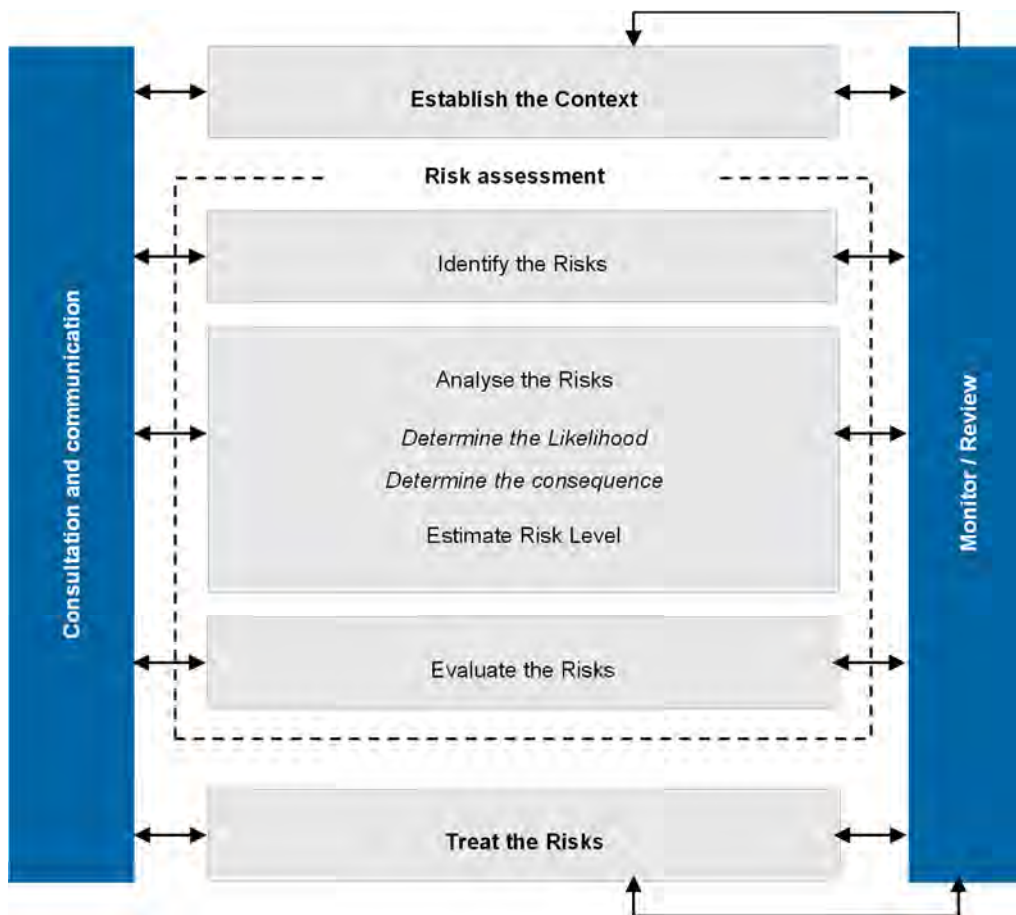 Establish the Context
Risk assessment
Identify the Risks
Analyse the Risks
Determine the Likelihood
Determine the consequence
Estimate Risk Level
Evaluate the Risks
Treat the Risks
Consultation and communication
Monitor / Review